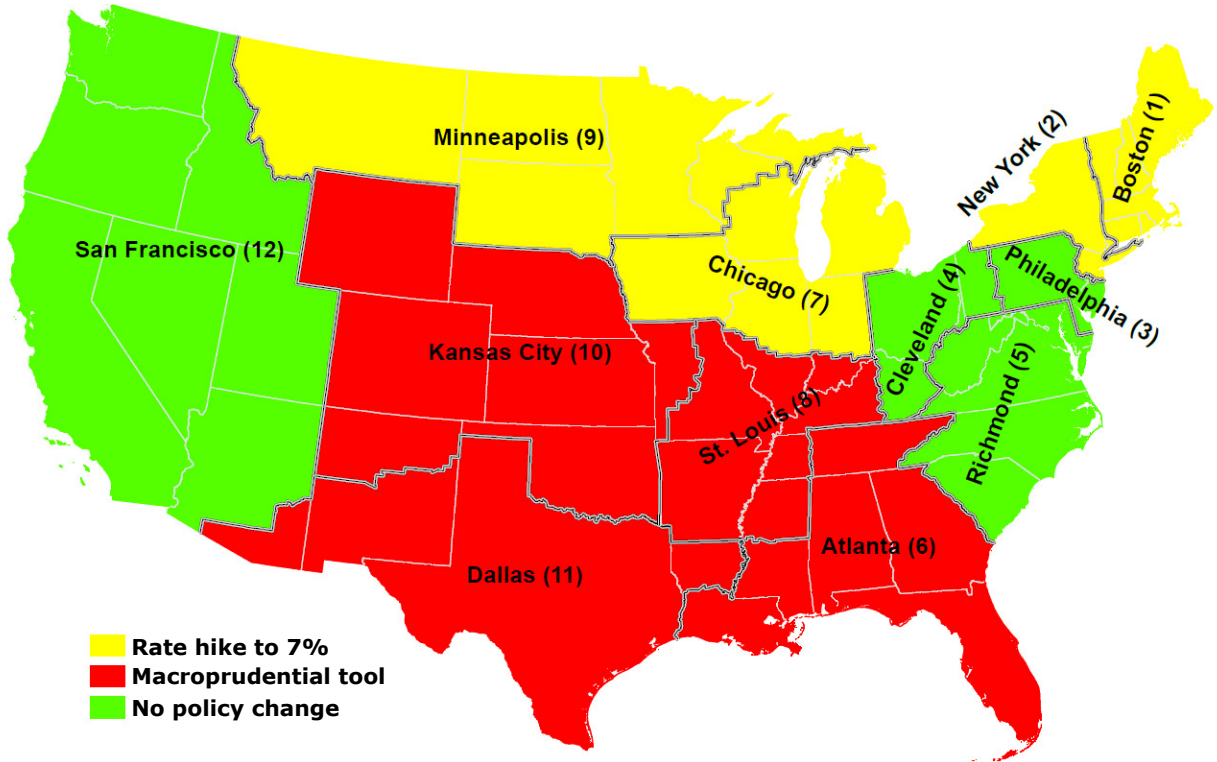 Minneapolis (9)
New York (2)
Boston (1)
San Francisco (12)
Chicago (7)
Cleveland (4)
Philadelphia (3)
Kansas City (10)
St. Louis (8)
Richmond (5)
Atlanta (6)
Dallas (11)
Rate hike to 7%
Macroprudential tool
No policy change